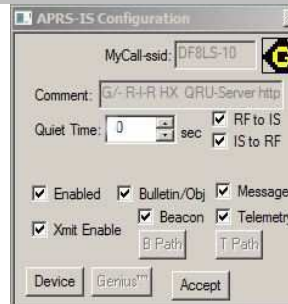 APRS-IS Configuration
MyCall-ssid: DF8LS-10
G
Comment: G/- R-I-R HX QRU-Server http
Quiet Time: 0 sec
RF to IS
IS to RF
Enabled Bulletin/Obj Message
Xmit Enable Beacon Telemetry
B Path T Path
Device Genius™ Accept